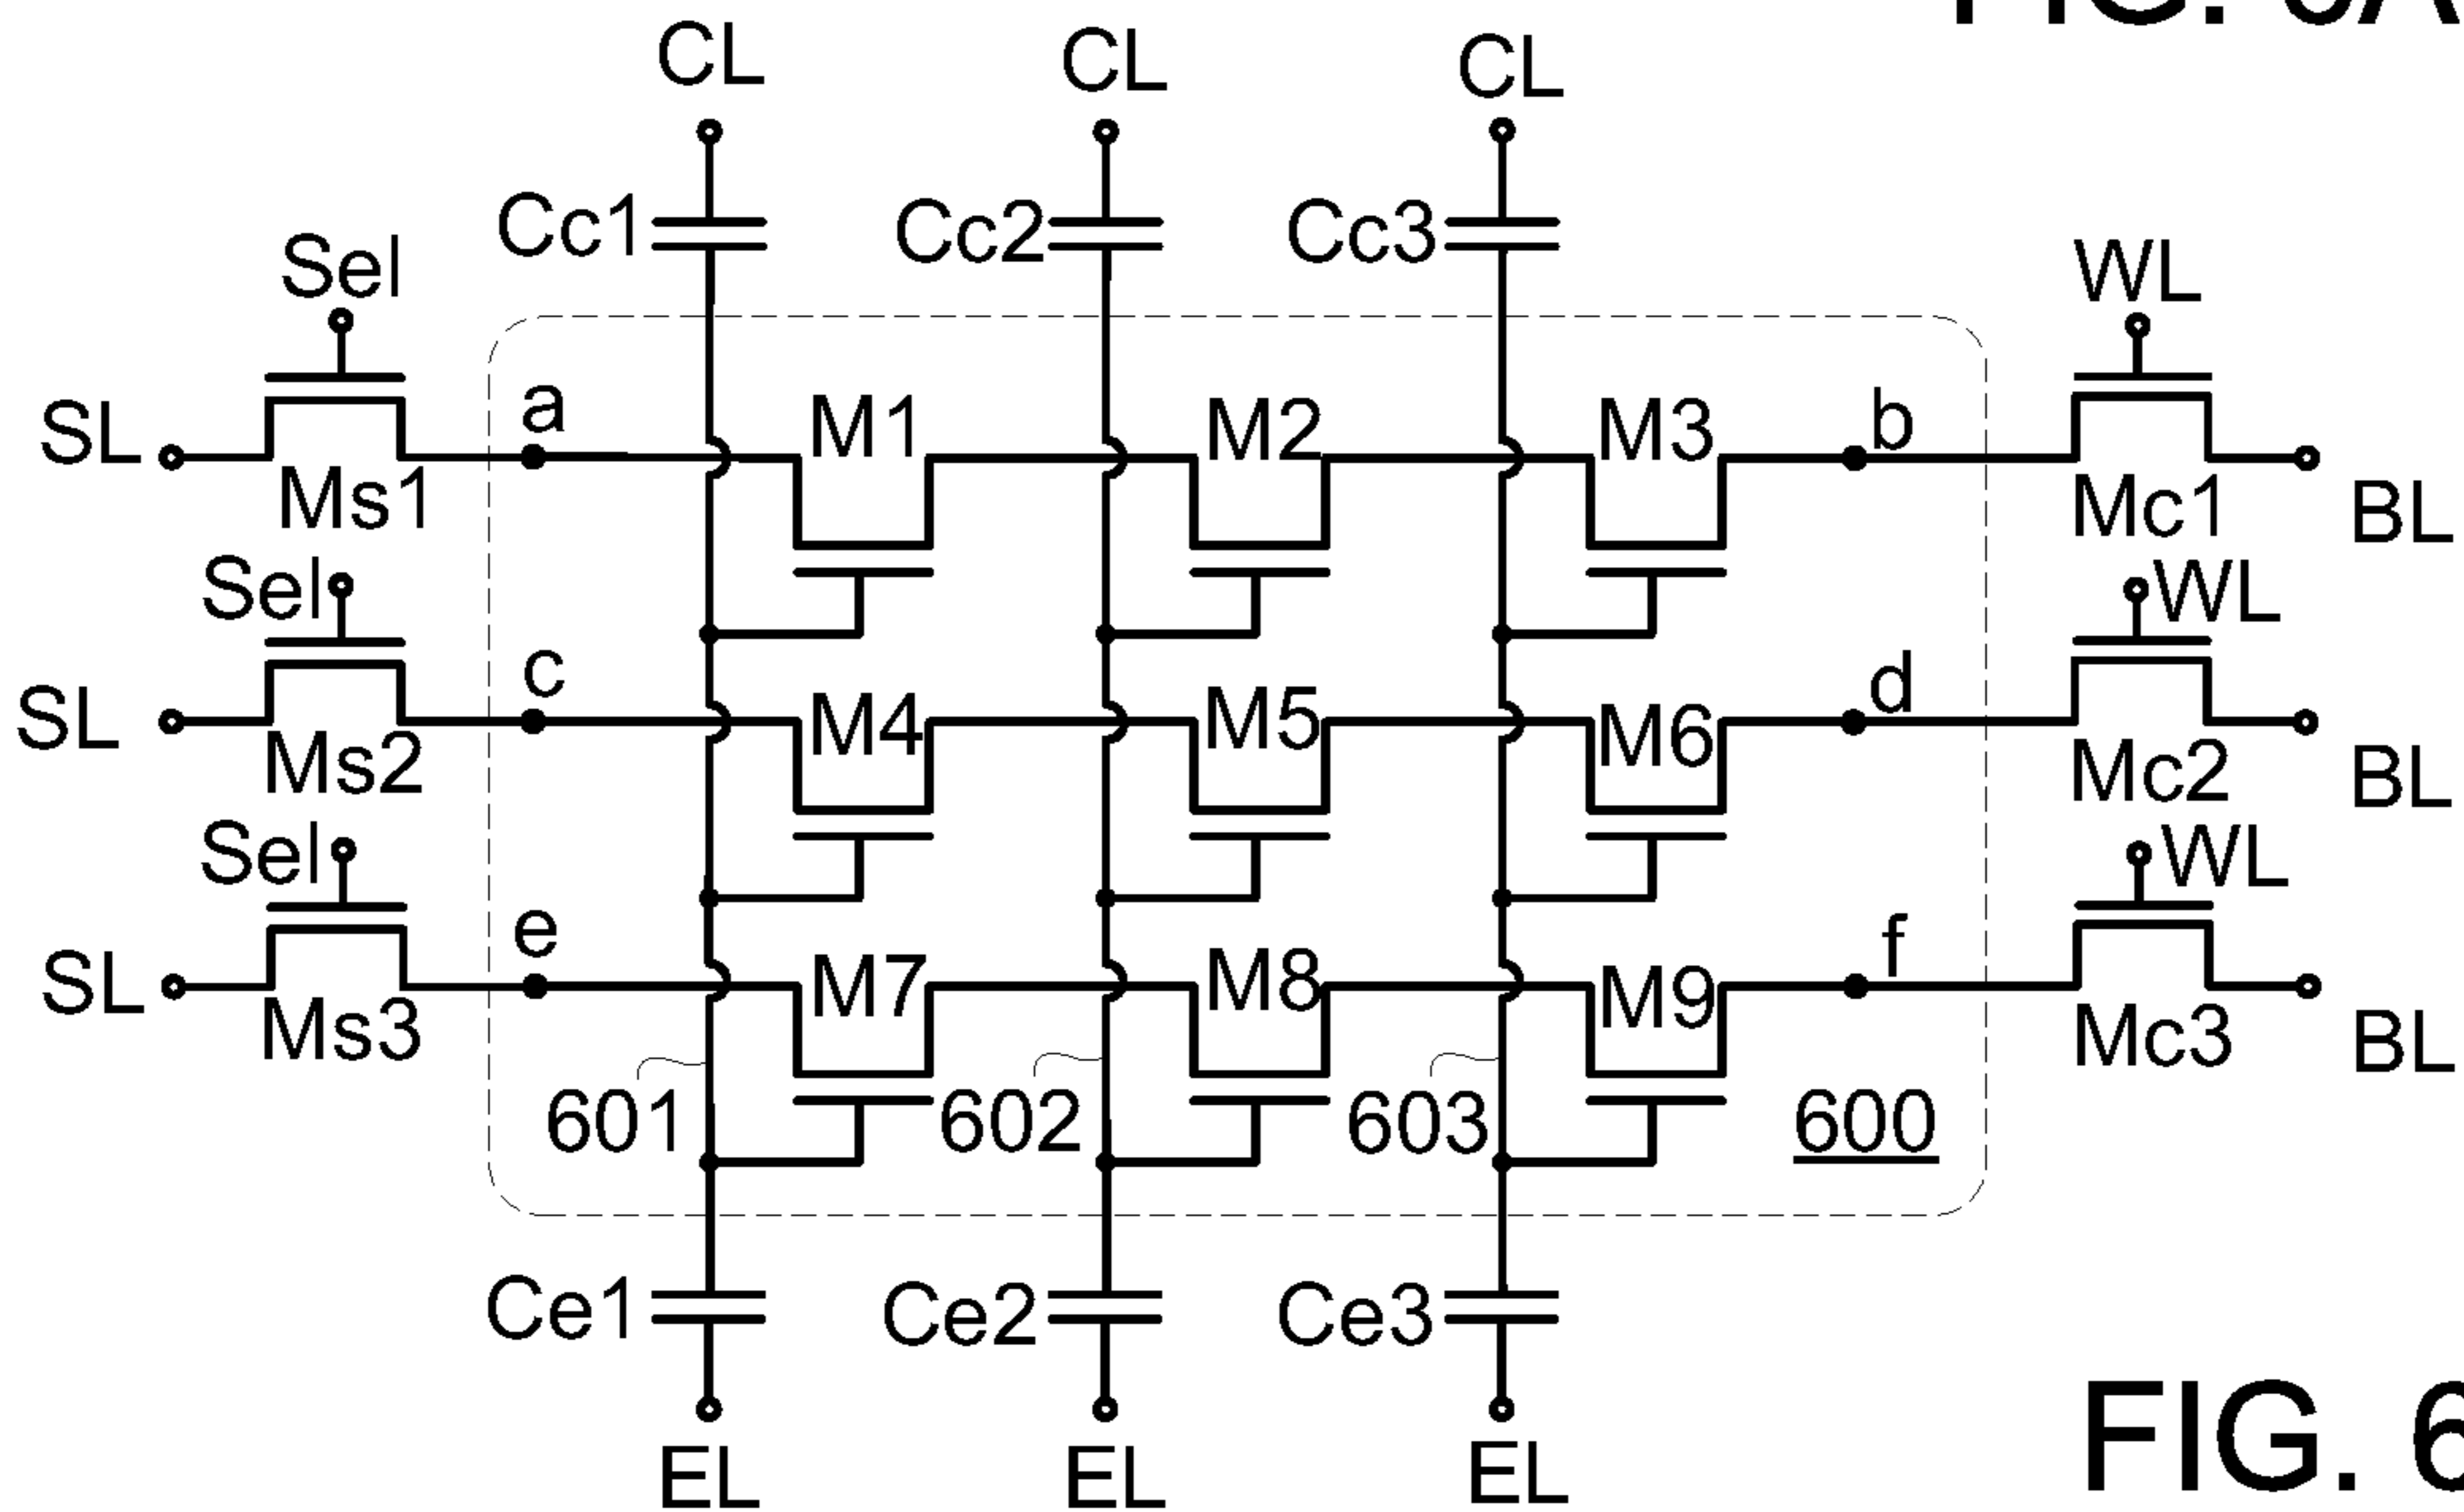 CL CL CL
Cc1 Cc2 Cc3
Sel WL
SL a M1 M2 M3 b
Ms1 Mc1 BL
Sel WL
SL c M4 M5 M6 d
Ms2 Mc2 BL
Sel WL
SL e M7 M8 M9 f
Ms3 Mc3 BL
601 602 603 600
Ce1 Ce2 Ce3
EL EL EL
FIG. 6